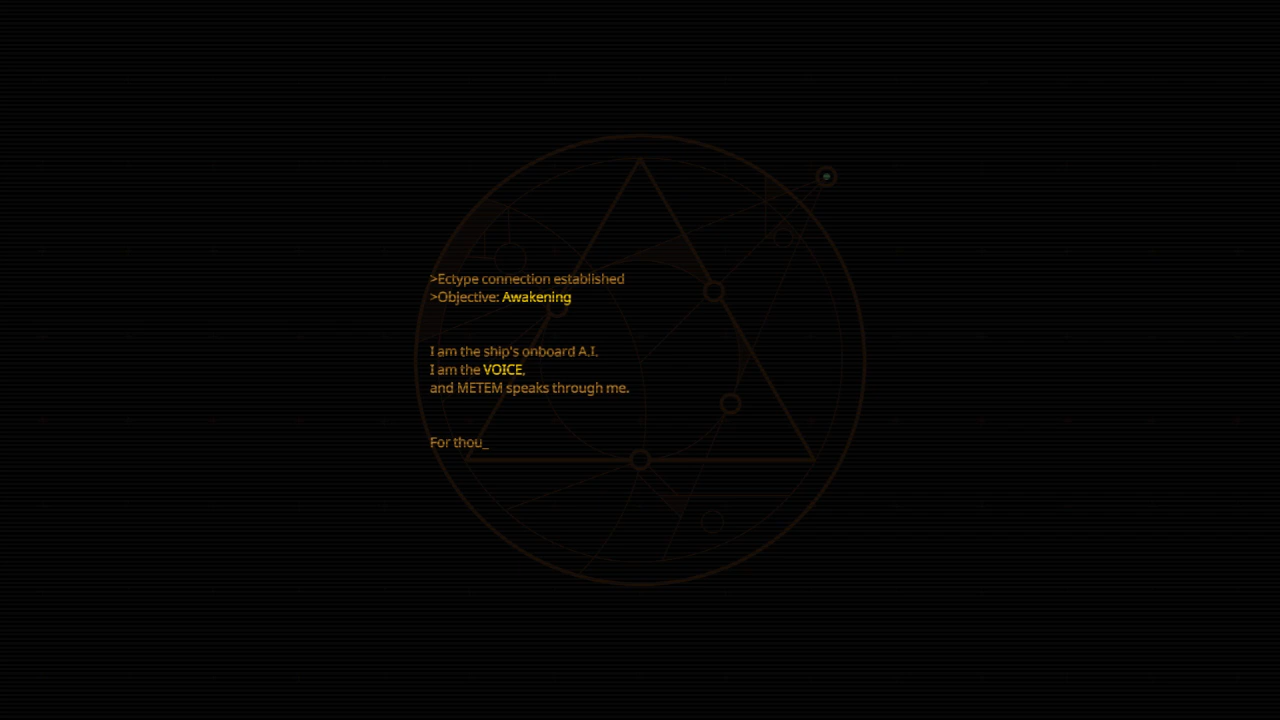 >Ectype connection established
>Objective: Awakening
I am the ship's onboard A.I.
I am the VOICE,
and METEM speaks through me.
For thou_